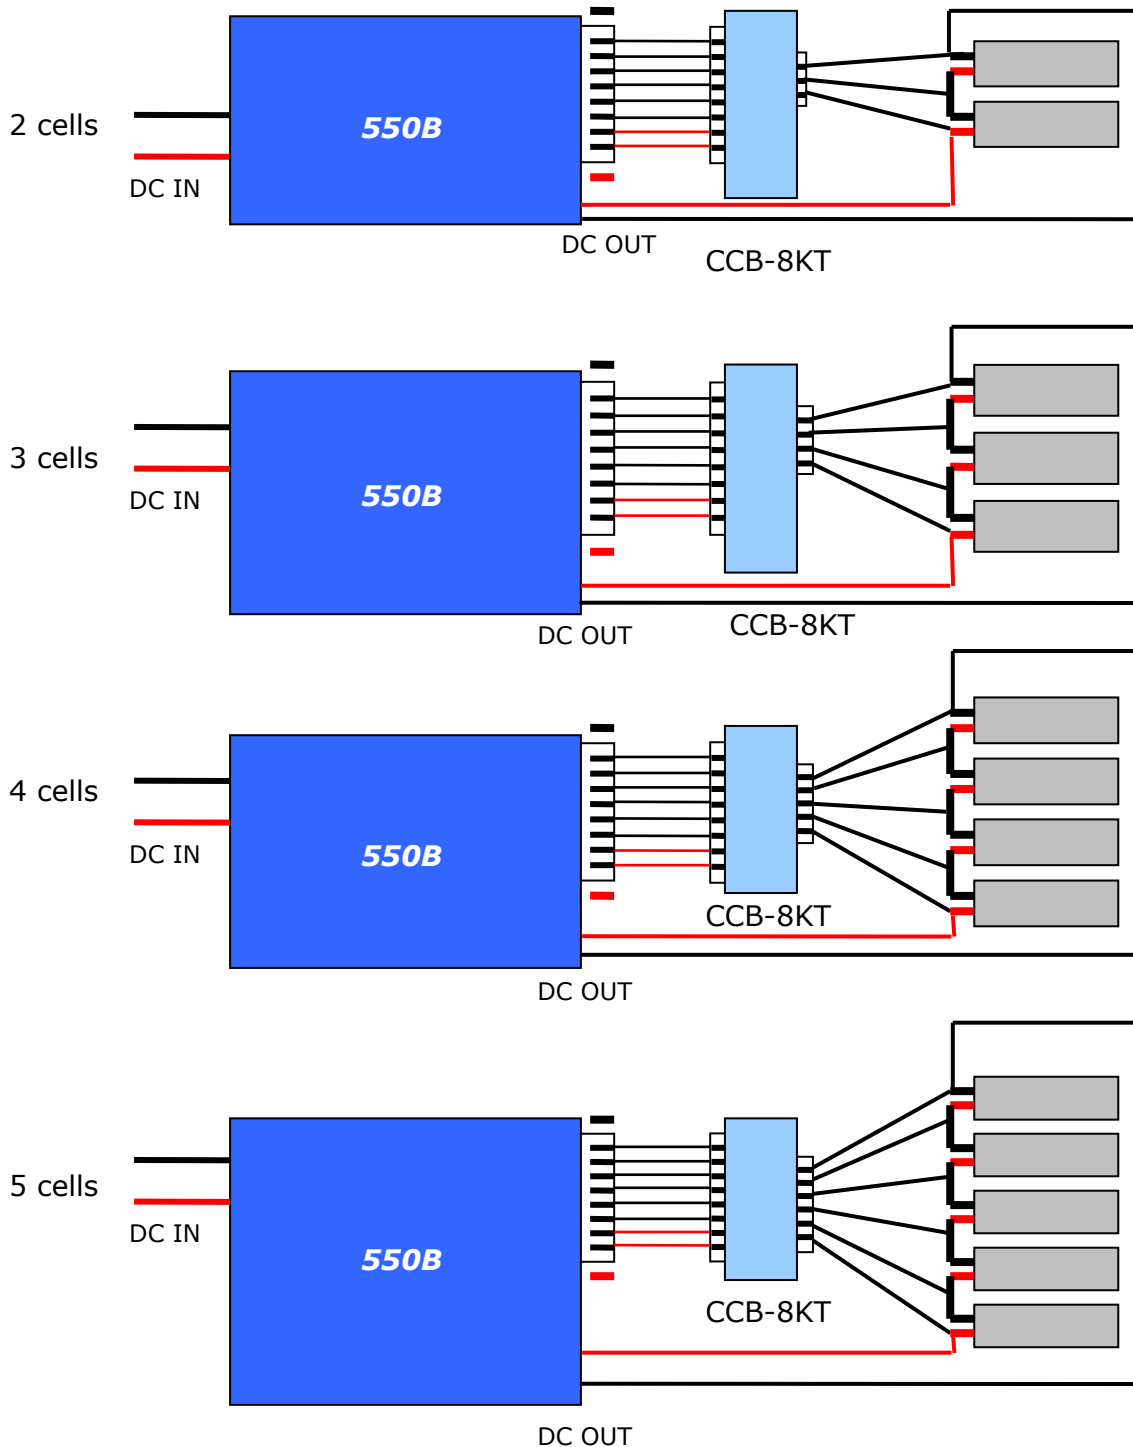 2 cells
550B
DC IN
DC OUT
CCB-8KT
3 cells
550B
DC IN
DC OUT
CCB-8KT
4 cells
550B
DC IN
CCB-8KT
DC OUT
5 cells
550B
DC IN
CCB-8KT
DC OUT